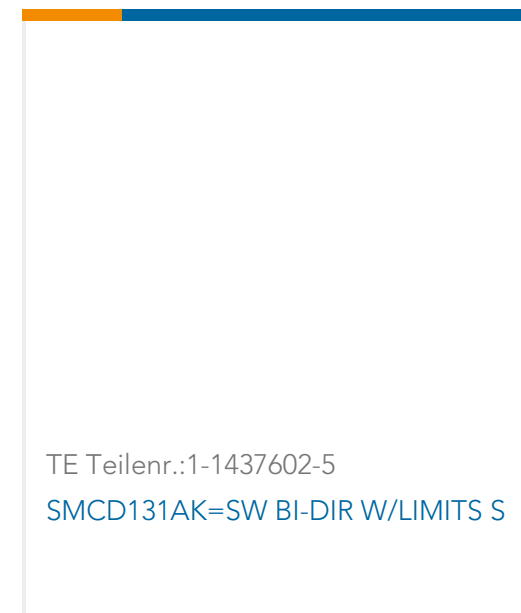 TE Teilenr.:1-1437602-5
SMCD131AK=SW BI-DIR W/LIMITS S